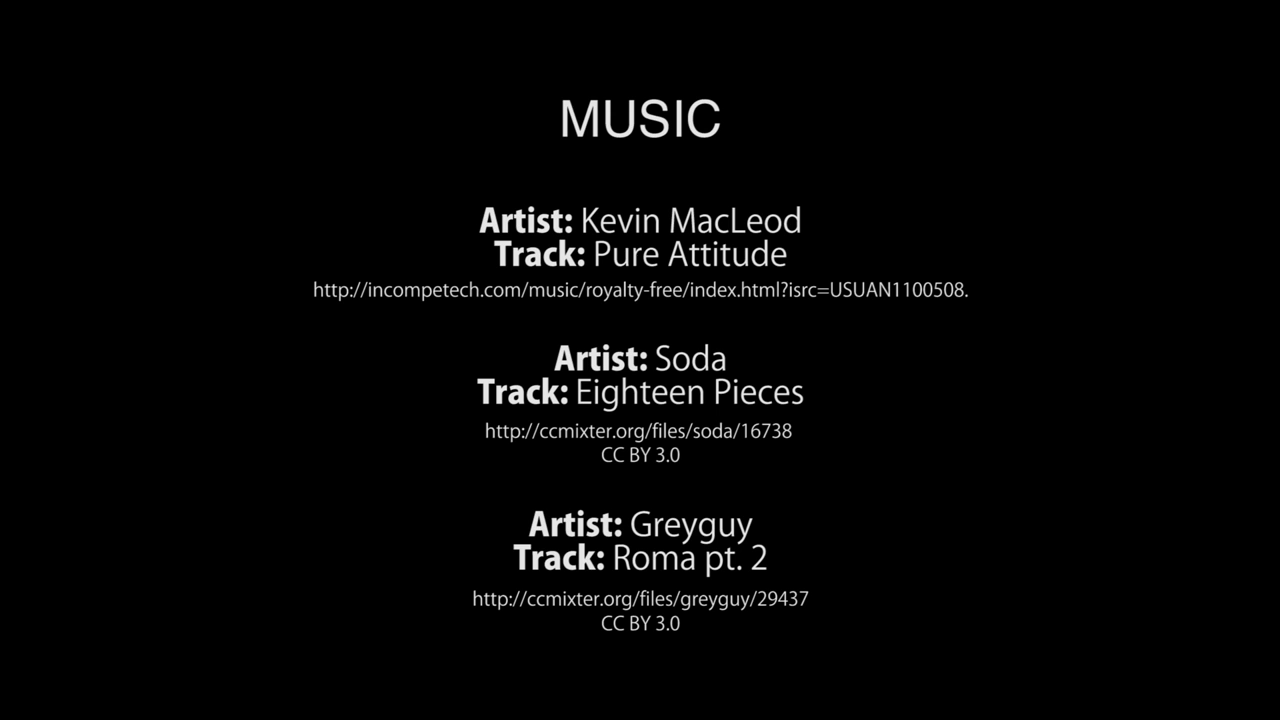 MUSIC
Artist: Kevin MacLeod
Track: Pure Attitude
http://incompetech.com/music/royalty-free/index.html?isrc=USUAN1100508.
Artist: Soda
Track: Eighteen Pieces
http://ccmixter.org/files/soda/16738
CC BY 3.0
Artist: Greyguy
Track: Roma pt. 2
http://ccmixter.org/files/greyguy/29437
CC BY 3.0